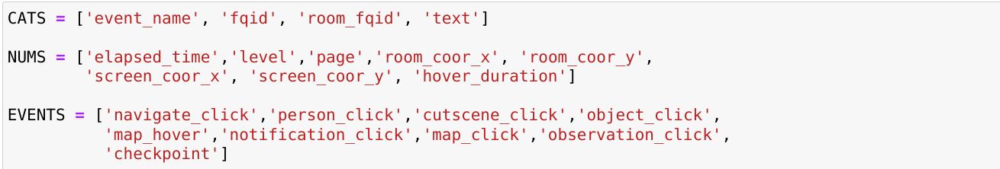 CATS = ['event_name', 'fqid', 'room_fqid', 'text']
NUMS = ['elapsed_time','level','page','room_coor_x', 'room_coor_y',
        'screen_coor_x', 'screen_coor_y', 'hover_duration']
EVENTS = ['navigate_click','person_click','cutscene_click','object_click',
          'map_hover','notification_click','map_click','observation_click',
          'checkpoint']